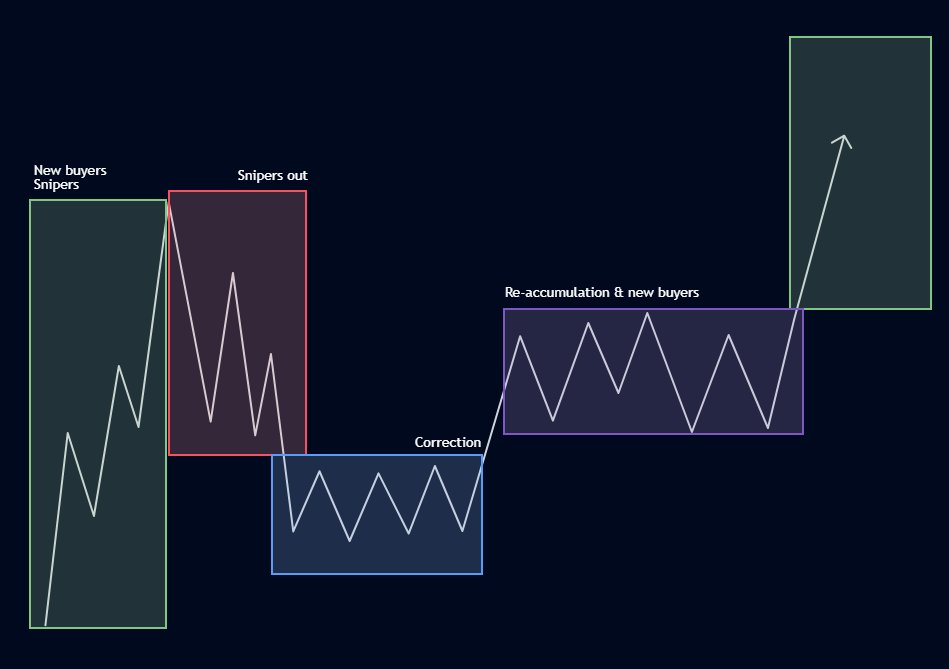 New buyers
Snipers
Snipers out
Correction
Re-accumulation & new buyers